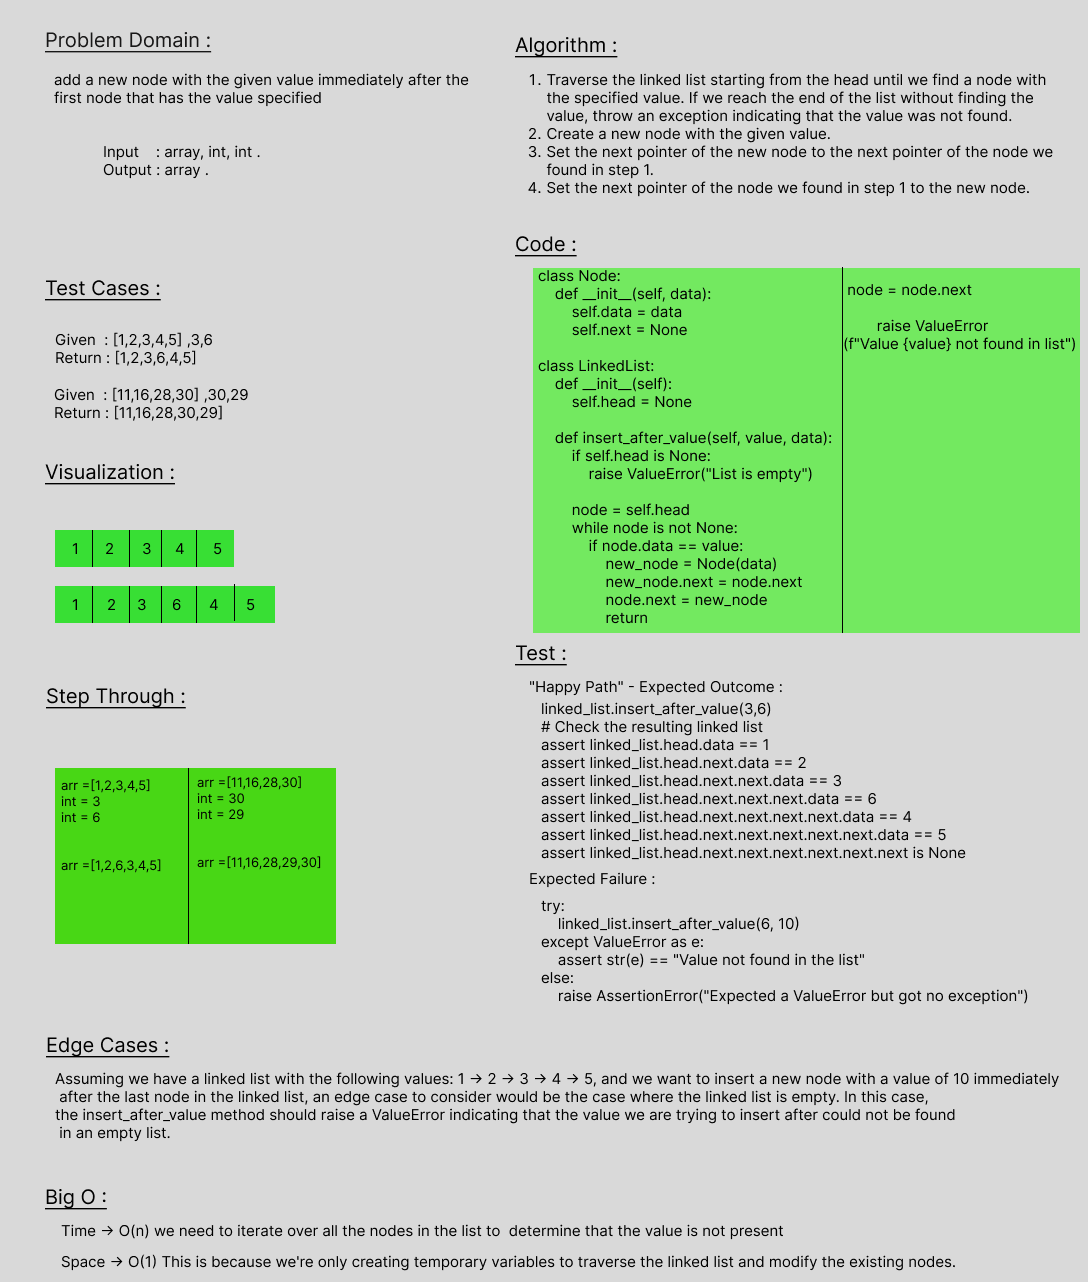 Problem Domain :
add a new node with the given value immediately after the
first node that has the value specified
Input    : array, int, int .
Output : array .
Test Cases :
Given  : [1,2,3,4,5] ,3,6
Return : [1,2,3,6,4,5]
Given  : [11,16,28,30] ,30,29
Return : [11,16,28,30,29]
Visualization :
1 2 3 4 5
1 2 3 6 4 5
Step Through :
arr =[1,2,3,4,5]
int = 3
int = 6
arr =[1,2,6,3,4,5]
arr =[11,16,28,30]
int = 30
int = 29
arr =[11,16,28,29,30]
Algorithm :
1. Traverse the linked list starting from the head until we find a node with
the specified value. If we reach the end of the list without finding the
value, throw an exception indicating that the value was not found.
2. Create a new node with the given value.
3. Set the next pointer of the new node to the next pointer of the node we
found in step 1.
4. Set the next pointer of the node we found in step 1 to the new node.
Code :
class Node:
    def __init__(self, data):
        self.data = data
        self.next = None
class LinkedList:
    def __init__(self):
        self.head = None
    def insert_after_value(self, value, data):
        if self.head is None:
            raise ValueError("List is empty")
        node = self.head
        while node is not None:
            if node.data == value:
                new_node = Node(data)
                new_node.next = node.next
                node.next = new_node
                return
node = node.next
        raise ValueError
(f"Value {value} not found in list")
Test :
"Happy Path" - Expected Outcome :
linked_list.insert_after_value(3,6)
# Check the resulting linked list
assert linked_list.head.data == 1
assert linked_list.head.next.data == 2
assert linked_list.head.next.next.data == 3
assert linked_list.head.next.next.next.data == 6
assert linked_list.head.next.next.next.next.data == 4
assert linked_list.head.next.next.next.next.next.data == 5
assert linked_list.head.next.next.next.next.next.next is None
Expected Failure :
try:
    linked_list.insert_after_value(6, 10)
except ValueError as e:
    assert str(e) == "Value not found in the list"
else:
    raise AssertionError("Expected a ValueError but got no exception")
Edge Cases :
Assuming we have a linked list with the following values: 1 → 2 → 3 → 4 → 5, and we want to insert a new node with a value of 10 immediately
after the last node in the linked list, an edge case to consider would be the case where the linked list is empty. In this case,
the insert_after_value method should raise a ValueError indicating that the value we are trying to insert after could not be found
in an empty list.
Big O :
Time → O(n) we need to iterate over all the nodes in the list to  determine that the value is not present
Space → O(1) This is because we're only creating temporary variables to traverse the linked list and modify the existing nodes.